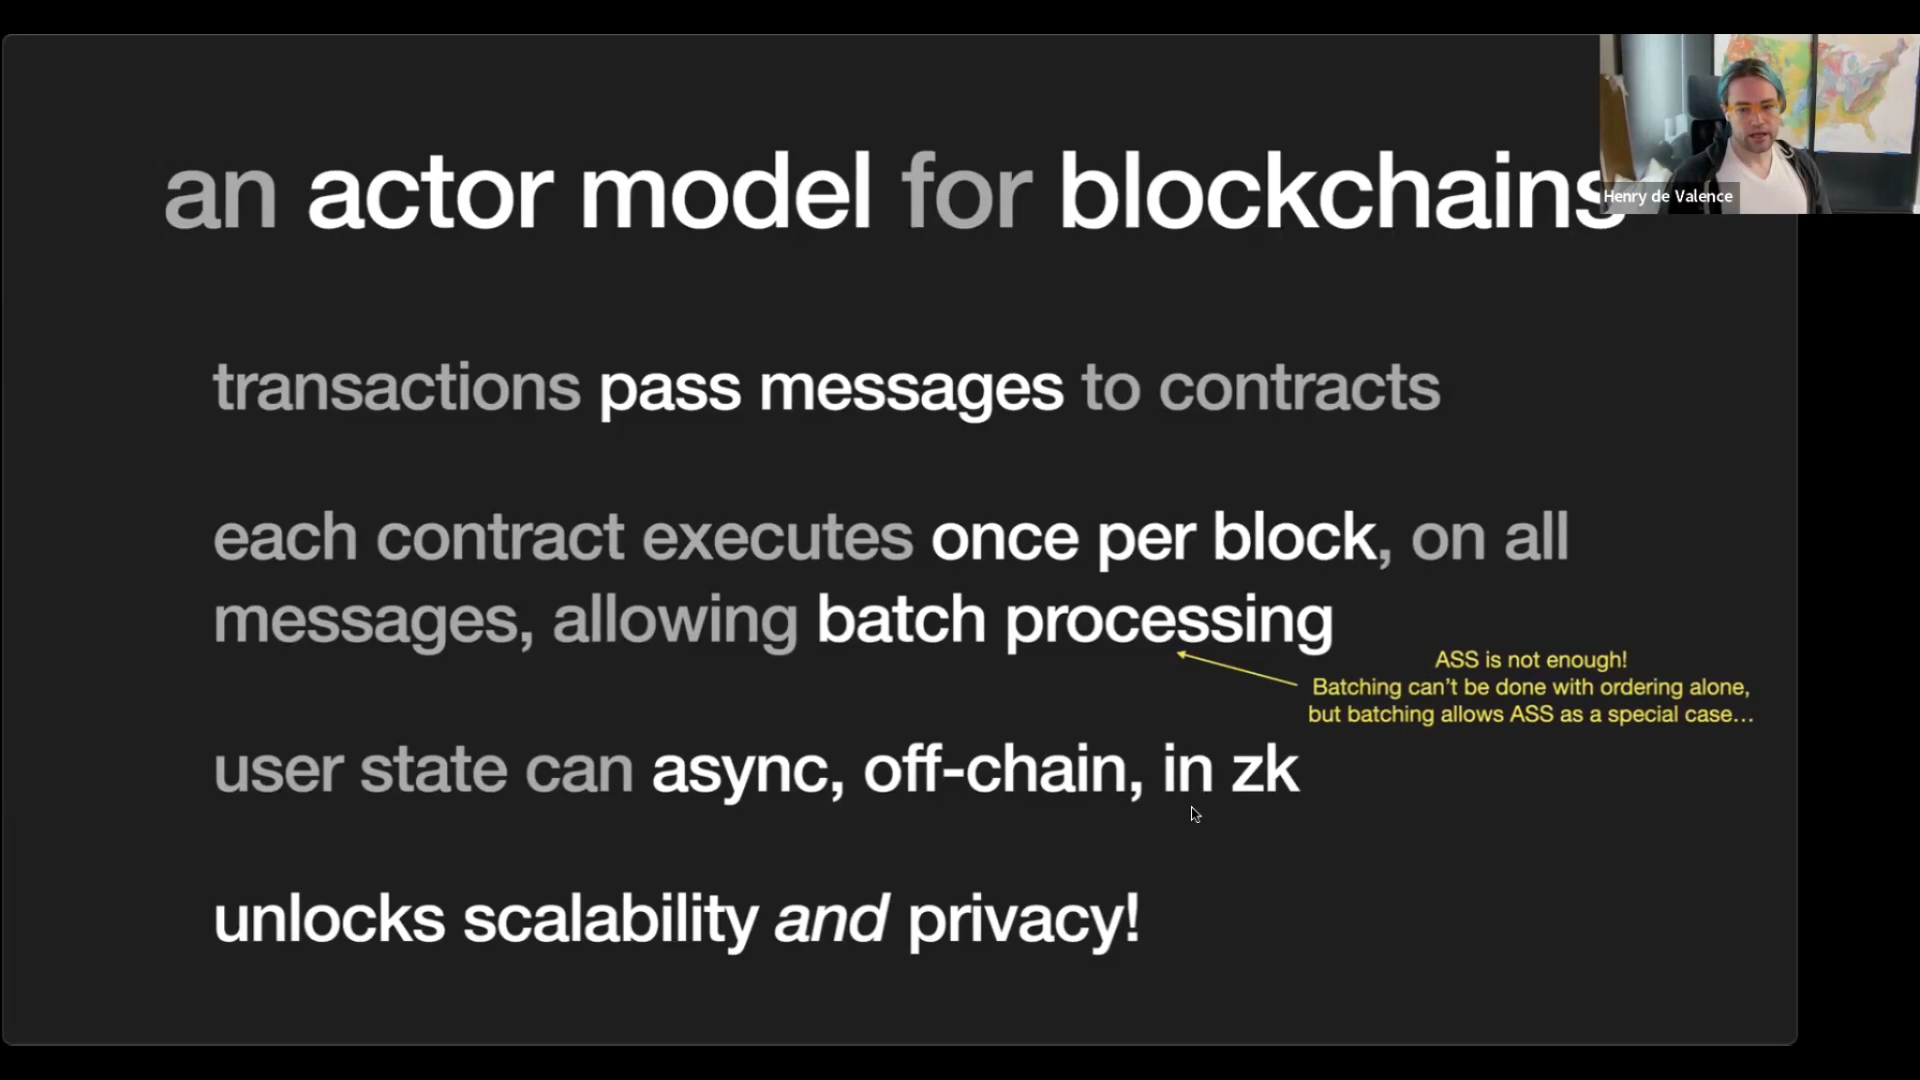 an actor model for blockchains
Henry de Valence
transactions pass messages to contracts
each contract executes once per block, on all
messages, allowing batch processing
ASS is not enough!
Batching can't be done with ordering alone,
but batching allows ASS as a special case...
user state can async, off-chain, in zk
unlocks scalability and privacy!